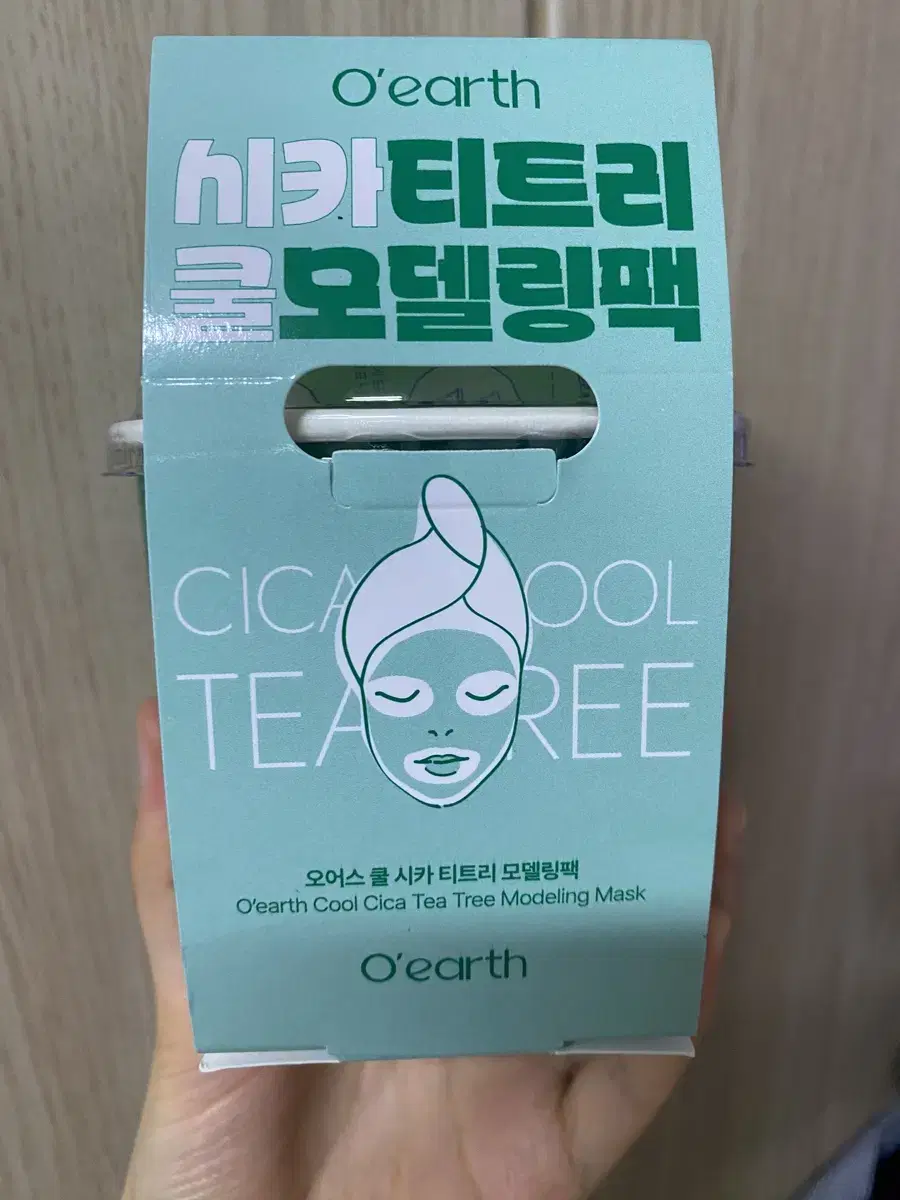 O'earth
시카티트리
쿨모델링팩
CICA COOL
TEA TREE
오어스 쿨 시카 티트리 모델링팩
O'earth Cool Cica Tea Tree Modeling Mask
O'earth